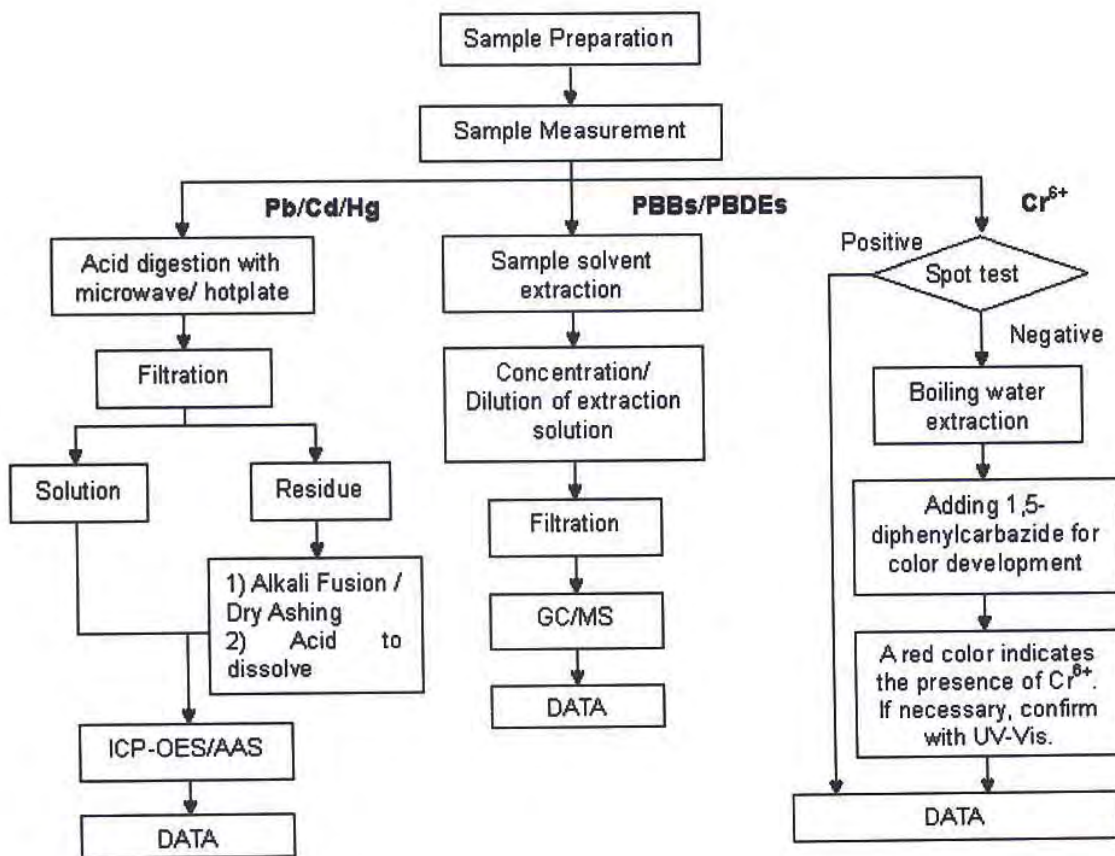 Sample Preparation
Sample Measurement
Pb/Cd/Hg
PBBs/PBDEs
Cr⁶⁺
Acid digestion with
microwave/ hotplate
Filtration
Solution
Residue
1) Alkali Fusion /
Dry Ashing
2) Acid to
dissolve
ICP-OES/AAS
DATA
Sample solvent
extraction
Concentration/
Dilution of extraction
solution
Filtration
GC/MS
DATA
Positive
Spot test
Negative
Boiling water
extraction
Adding 1,5-
diphenylcarbazide for
color development
A red color indicates
the presence of Cr⁶⁺.
If necessary, confirm
with UV-Vis.
DATA